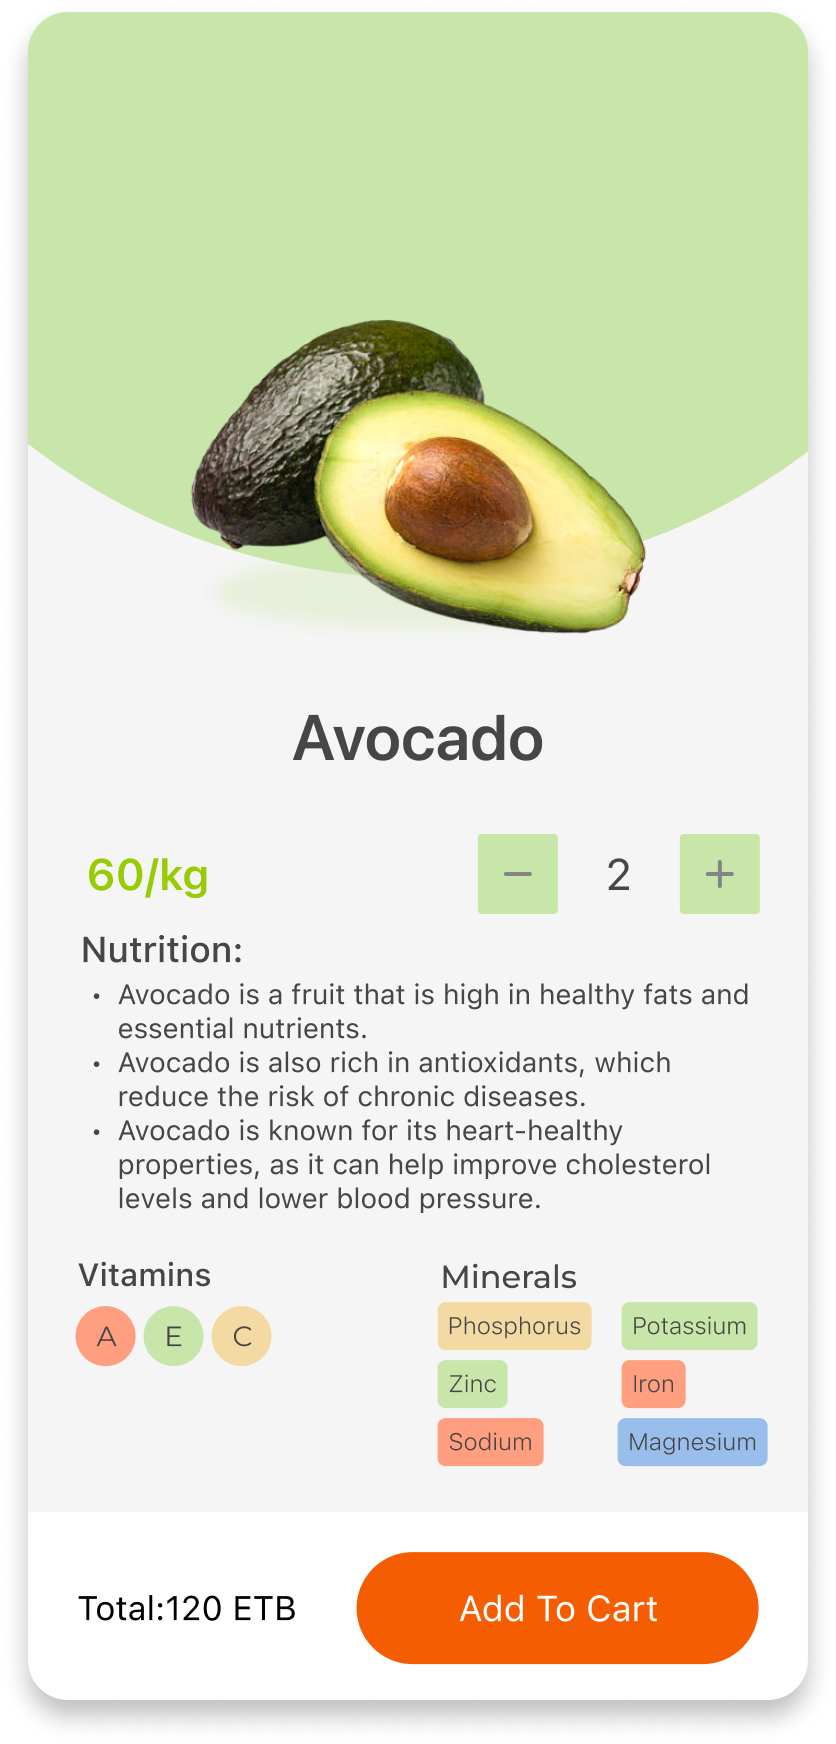 Avocado
60/kg
− 2 +
Nutrition:
• Avocado is a fruit that is high in healthy fats and
essential nutrients.
• Avocado is also rich in antioxidants, which
reduce the risk of chronic diseases.
• Avocado is known for its heart-healthy
properties, as it can help improve cholesterol
levels and lower blood pressure.
Vitamins
A E C
Minerals
Phosphorus Potassium
Zinc Iron
Sodium Magnesium
Total:120 ETB
Add To Cart